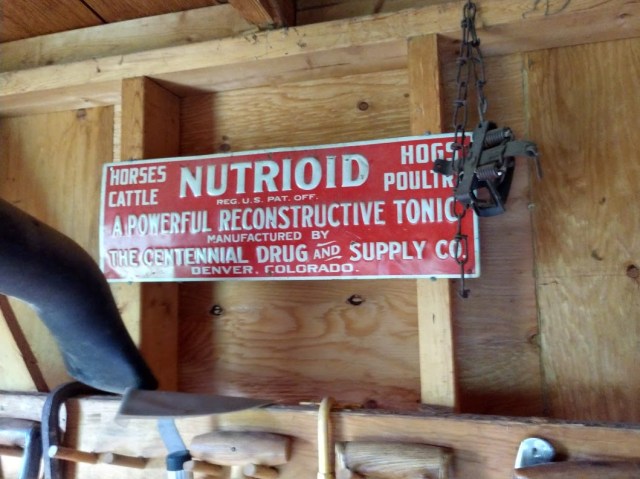 HORSES
CATTLE
NUTRIOID
REG. U.S. PAT. OFF.
HOGS
POULTRY
A POWERFUL RECONSTRUCTIVE TONIC
MANUFACTURED BY
THE CENTENNIAL DRUG AND SUPPLY CO.
DENVER, COLORADO.